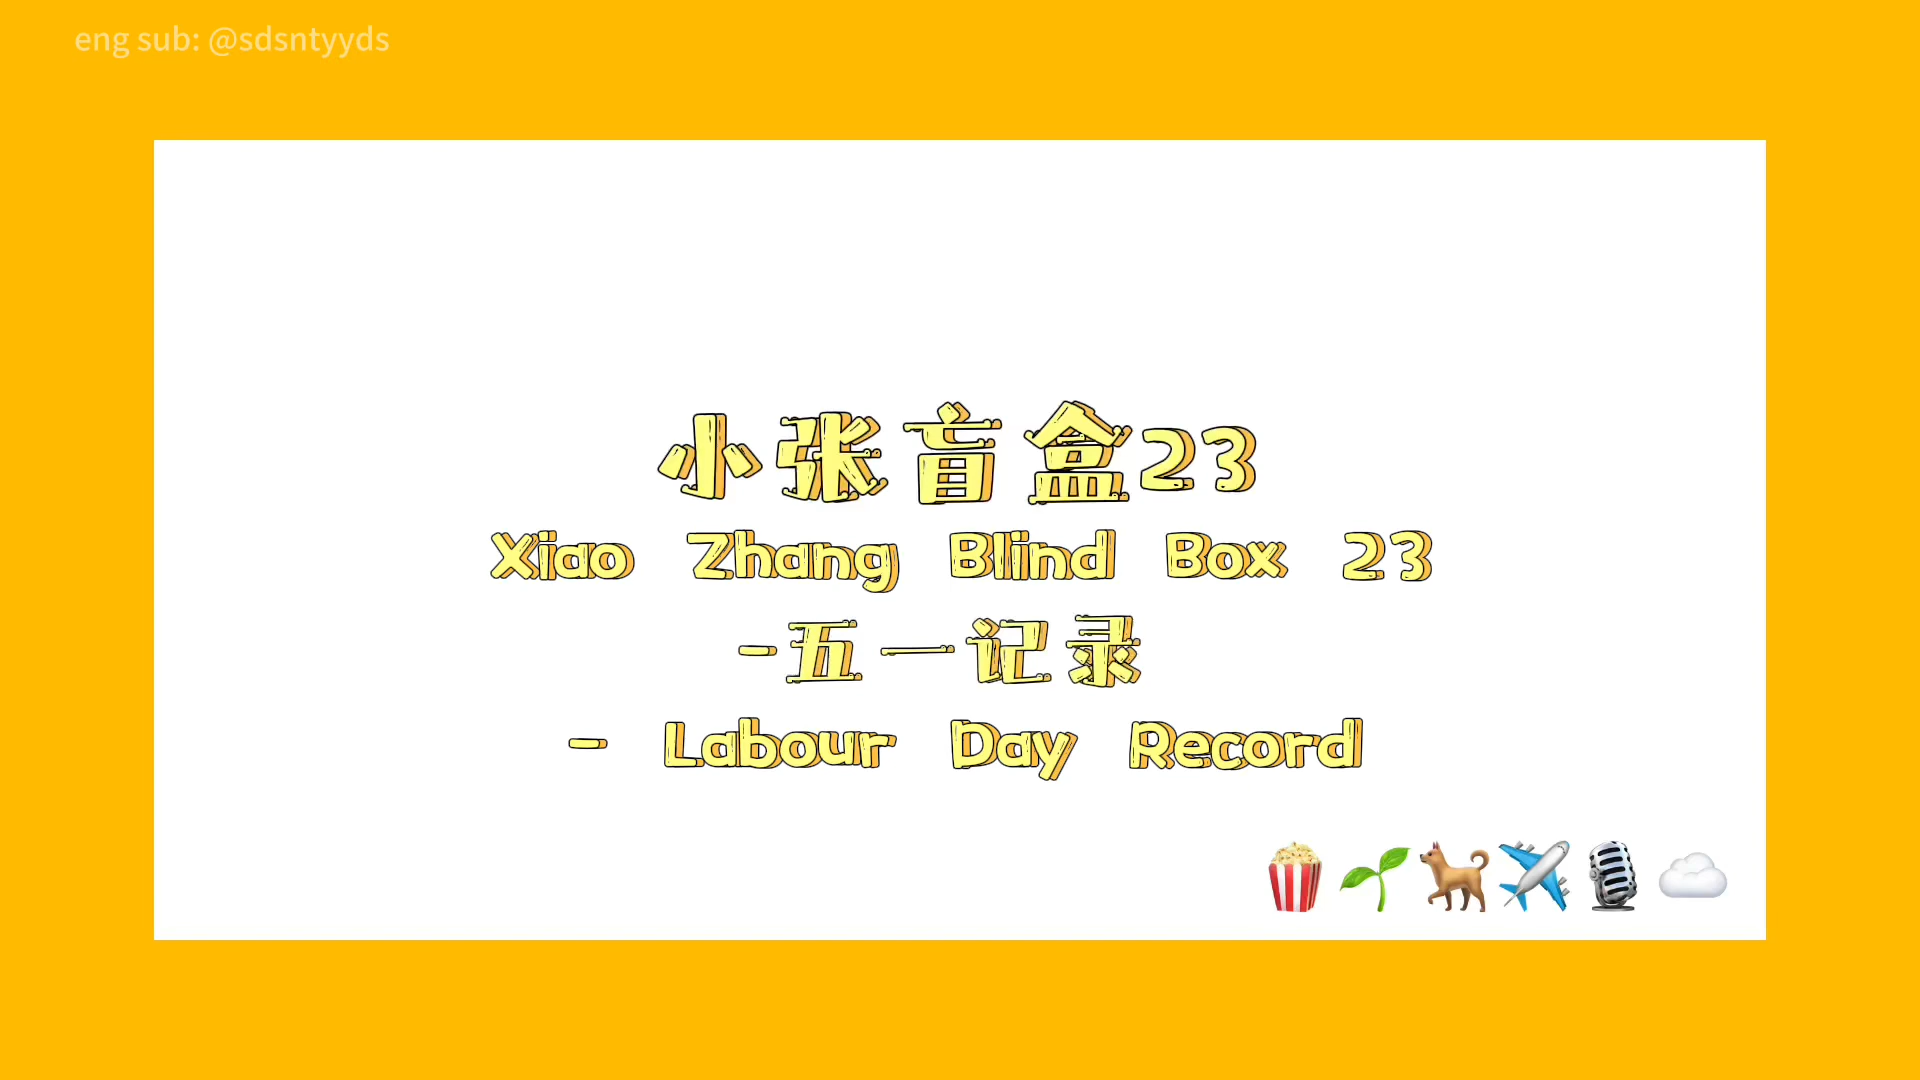 eng sub: @sdsntyyds
小张盲盒23
Xiao Zhang Blind Box 23
-五一记录
- Labour Day Record